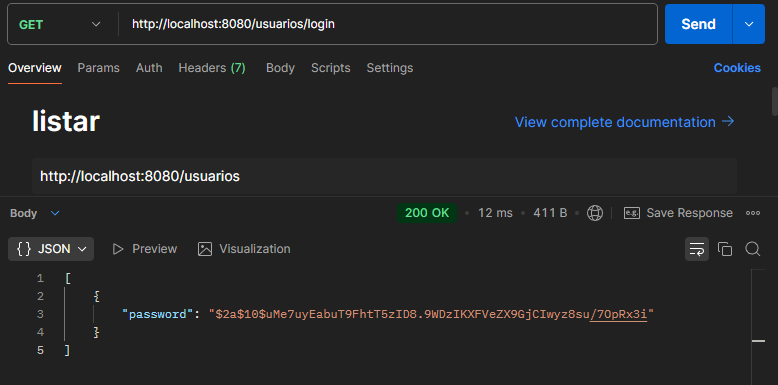 GET http://localhost:8080/usuarios/login Send
Overview Params Auth Headers (7) Body Scripts Settings Cookies
listar View complete documentation →
http://localhost:8080/usuarios
Body 200 OK • 12 ms • 411 B e.g. Save Response
{} JSON Preview Visualization
1 [
2 {
3 "password": "$2a$10$uMe7uyEabuT9FhtT5zID8.9WDzIKXFVeZX9GjCIwyz8su/7OpRx3i"
4 }
5 ]